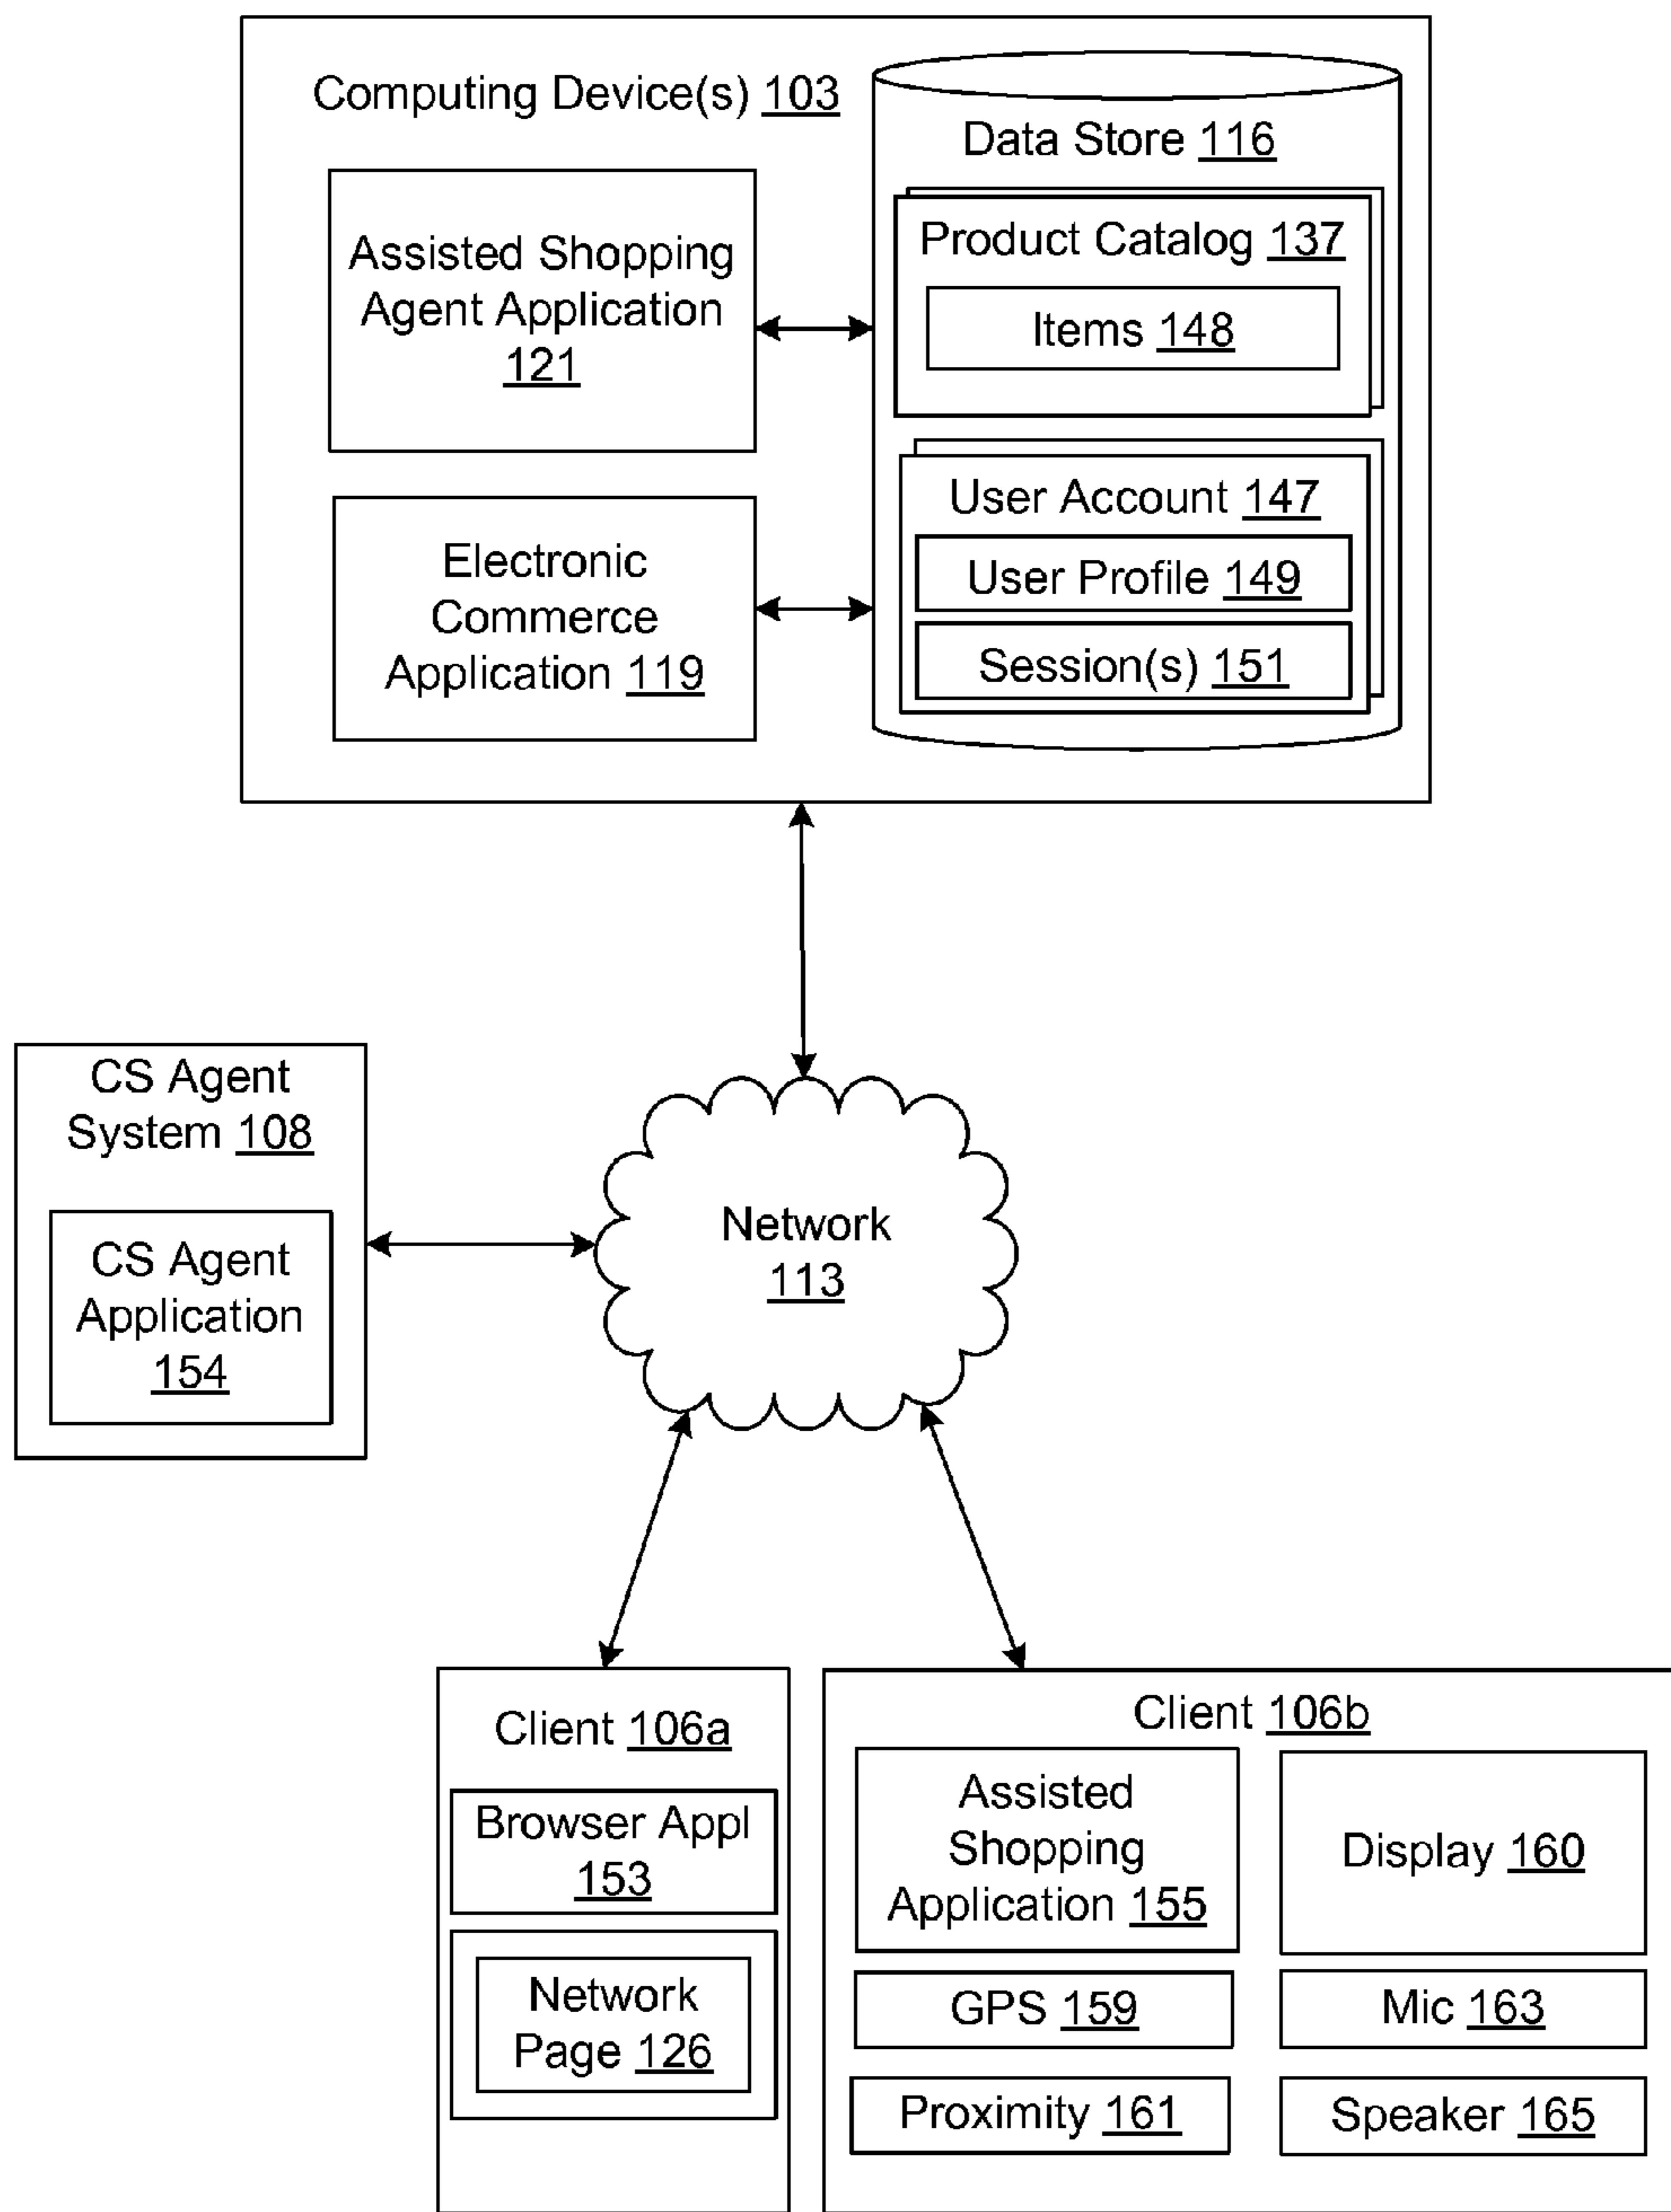 Computing Device(s) 103
Assisted Shopping
Agent Application
121
Electronic
Commerce
Application 119
Data Store 116
Product Catalog 137
Items 148
User Account 147
User Profile 149
Session(s) 151
CS Agent
System 108
CS Agent
Application
154
Network
113
Client 106a
Browser Appl
153
Network
Page 126
Client 106b
Assisted
Shopping
Application 155
Display 160
GPS 159
Mic 163
Proximity 161
Speaker 165